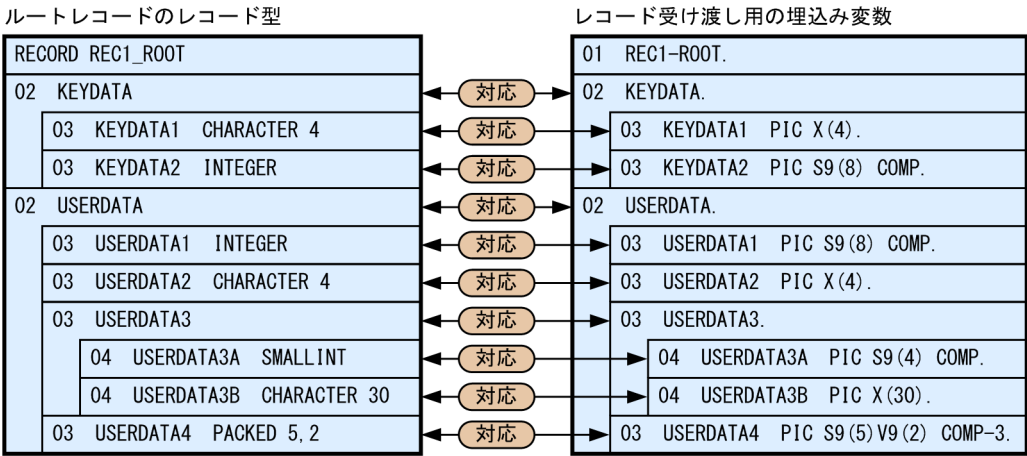 ルートレコードのレコード型 レコード受け渡し用の埋込み変数
RECORD REC1_ROOT 01 REC1-ROOT.
02 KEYDATA 対応 02 KEYDATA.
03 KEYDATA1 CHARACTER 4 対応 03 KEYDATA1 PIC X(4).
03 KEYDATA2 INTEGER 対応 03 KEYDATA2 PIC S9(8) COMP.
02 USERDATA 対応 02 USERDATA.
03 USERDATA1 INTEGER 対応 03 USERDATA1 PIC S9(8) COMP.
03 USERDATA2 CHARACTER 4 対応 03 USERDATA2 PIC X(4).
03 USERDATA3 対応 03 USERDATA3.
04 USERDATA3A SMALLINT 対応 04 USERDATA3A PIC S9(4) COMP.
04 USERDATA3B CHARACTER 30 対応 04 USERDATA3B PIC X(30).
03 USERDATA4 PACKED 5,2 対応 03 USERDATA4 PIC S9(5)V9(2) COMP-3.